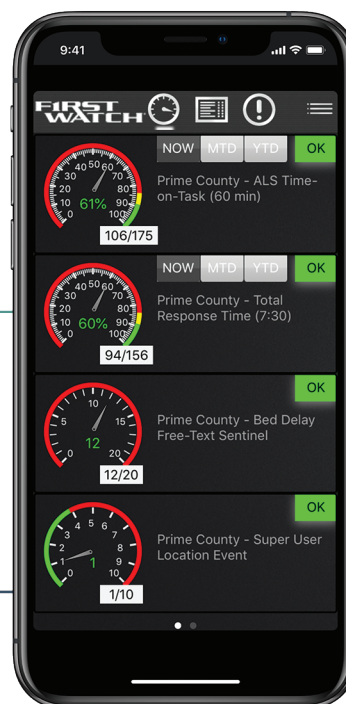 9:41
FIRST
WATCH
NOW MTD YTD OK
0 10 20 30 40 50 60 70 80 90 100
61%
106/175
Prime County - ALS Time-
on-Task (60 min)
NOW MTD YTD OK
0 10 20 30 40 50 60 70 80 90 100
60%
94/156
Prime County - Total
Response Time (7:30)
OK
0 5 10 15 20
12
12/20
Prime County - Bed Delay
Free-Text Sentinel
OK
0 1 2 3 4 5 6 7 8 9 10
1
1/10
Prime County - Super User
Location Event